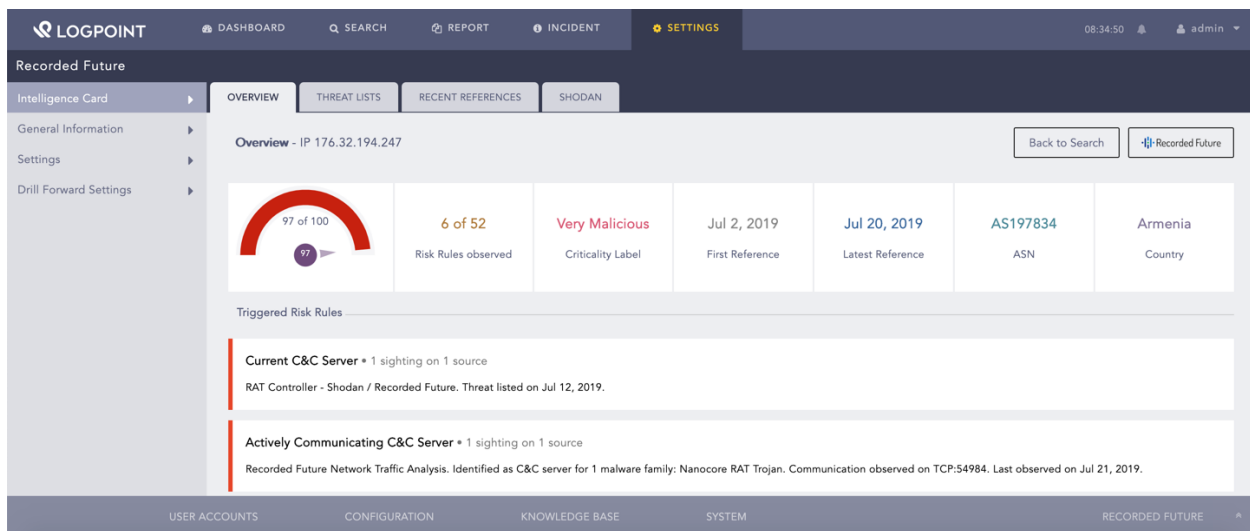 LOGPOINT
DASHBOARD
SEARCH
REPORT
INCIDENT
SETTINGS
08:34:50
admin
Recorded Future
Intelligence Card
General Information
Settings
Drill Forward Settings
OVERVIEW
THREAT LISTS
RECENT REFERENCES
SHODAN
Overview - IP 176.32.194.247
Back to Search
Recorded Future
97 of 100
97
6 of 52
Risk Rules observed
Very Malicious
Criticality Label
Jul 2, 2019
First Reference
Jul 20, 2019
Latest Reference
AS197834
ASN
Armenia
Country
Triggered Risk Rules
Current C&C Server • 1 sighting on 1 source
RAT Controller - Shodan / Recorded Future. Threat listed on Jul 12, 2019.
Actively Communicating C&C Server • 1 sighting on 1 source
Recorded Future Network Traffic Analysis. Identified as C&C server for 1 malware family: Nanocore RAT Trojan. Communication observed on TCP:54984. Last observed on Jul 21, 2019.
USER ACCOUNTS
CONFIGURATION
KNOWLEDGE BASE
SYSTEM
RECORDED FUTURE